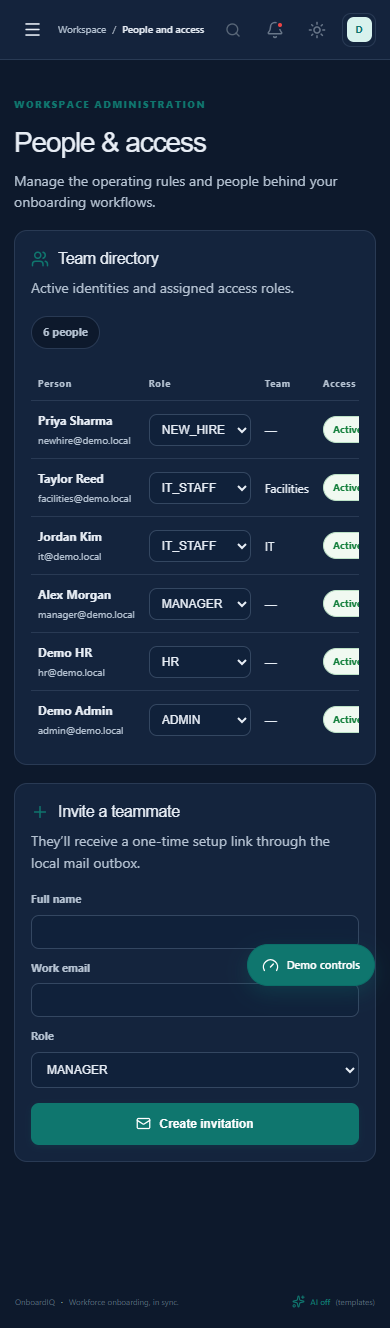 Workspace / People and access
D
WORKSPACE ADMINISTRATION
People & access
Manage the operating rules and people behind your
onboarding workflows.
Team directory
Active identities and assigned access roles.
6 people
Person Role Team Access
Priya Sharma
newhire@demo.local
NEW_HIRE — Active
Taylor Reed
facilities@demo.local
IT_STAFF Facilities Active
Jordan Kim
it@demo.local
IT_STAFF IT Active
Alex Morgan
manager@demo.local
MANAGER — Active
Demo HR
hr@demo.local
HR — Active
Demo Admin
admin@demo.local
ADMIN — Active
Invite a teammate
They'll receive a one-time setup link through the
local mail outbox.
Full name
Demo controls
Work email
Role
MANAGER
Create invitation
OnboardIQ · Workforce onboarding, in sync.
AI off (templates)